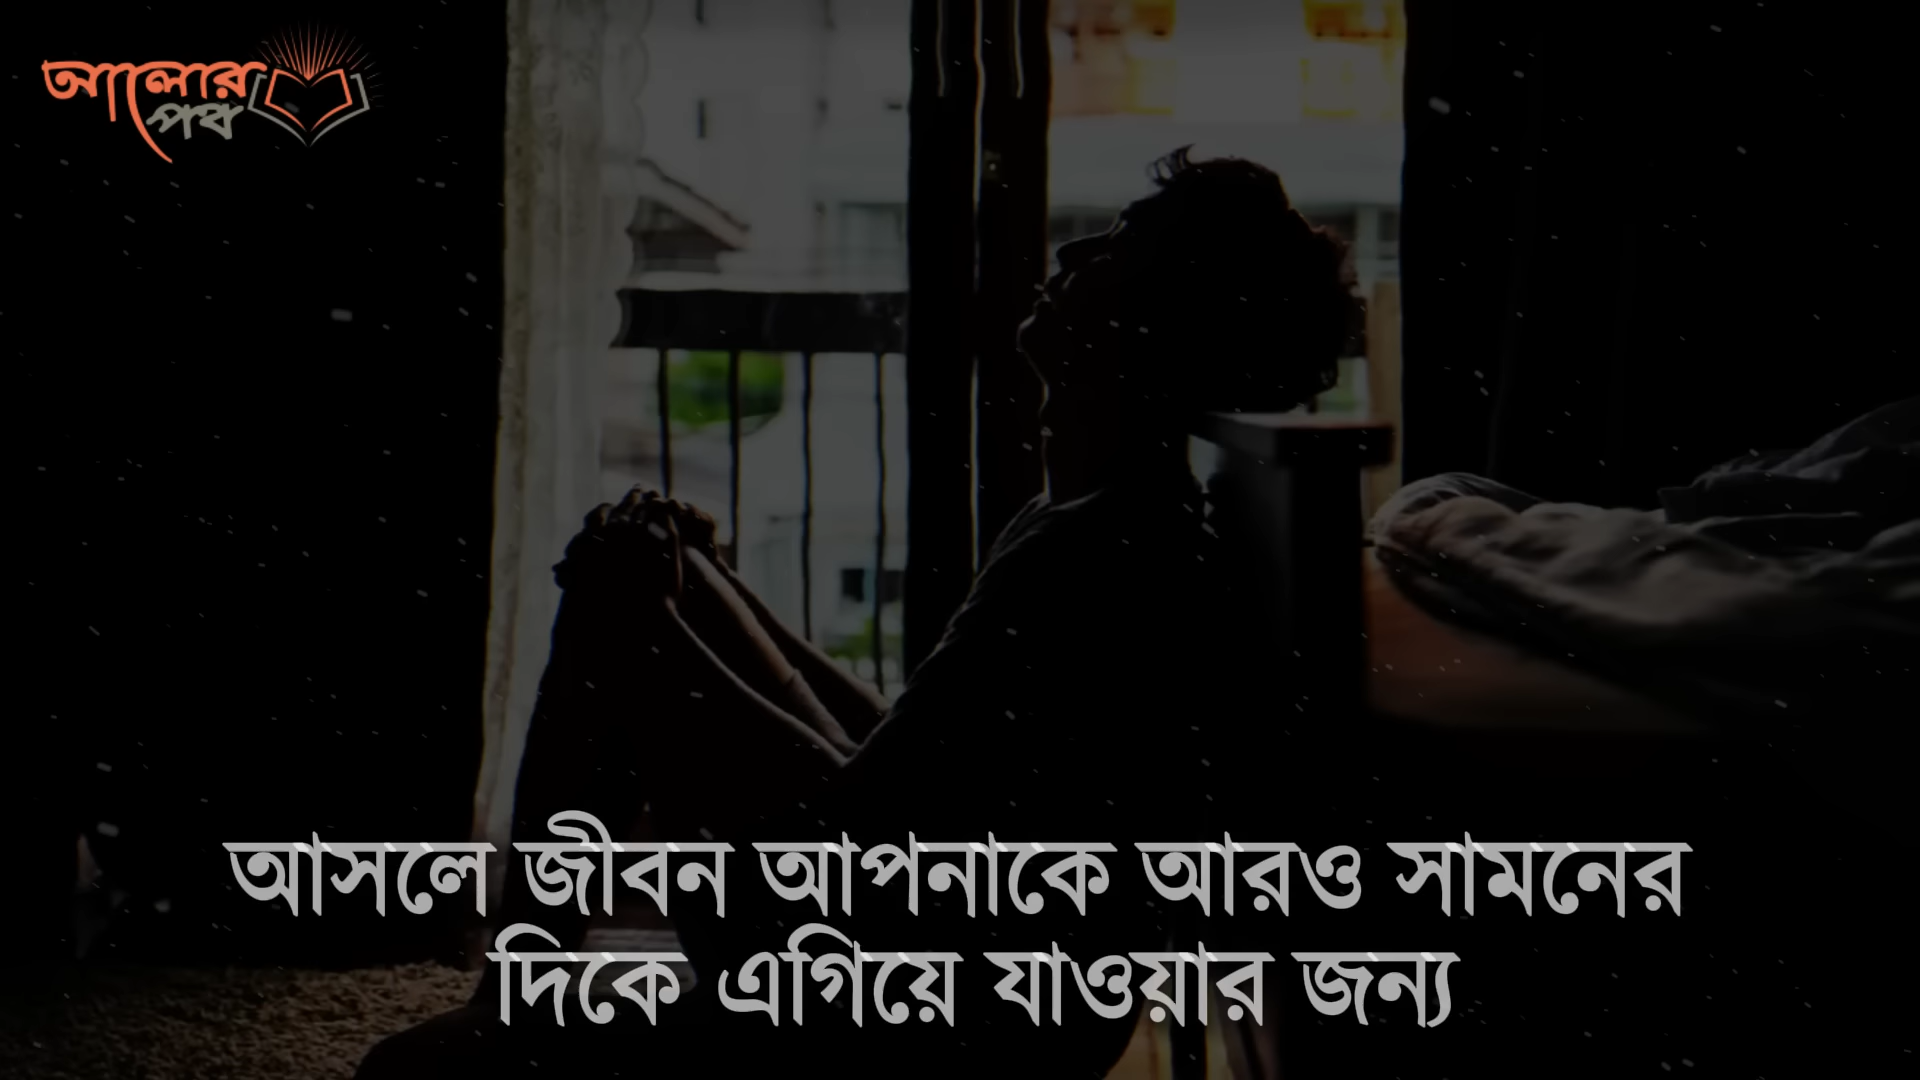 আলোর
পথ
আসলে জীবন আপনাকে আরও সামনের
দিকে এগিয়ে যাওয়ার জন্য